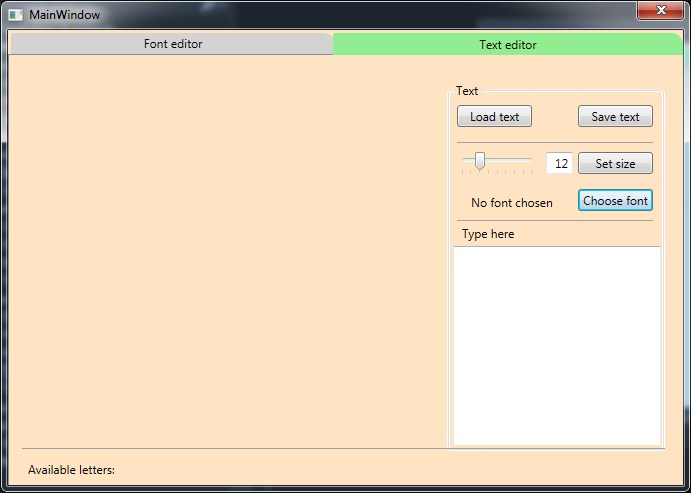 MainWindow
Font editor
Text editor
Text
Load text
Save text
12
Set size
No font chosen
Choose font
Type here
Available letters: